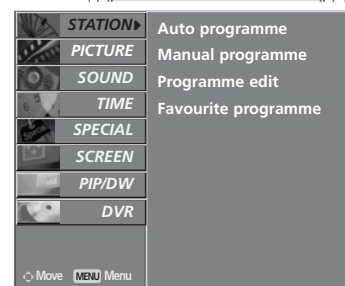 STATION
PICTURE
SOUND
TIME
SPECIAL
SCREEN
PIP/DW
DVR
Move MENU Menu
Auto programme
Manual programme
Programme edit
Favourite programme